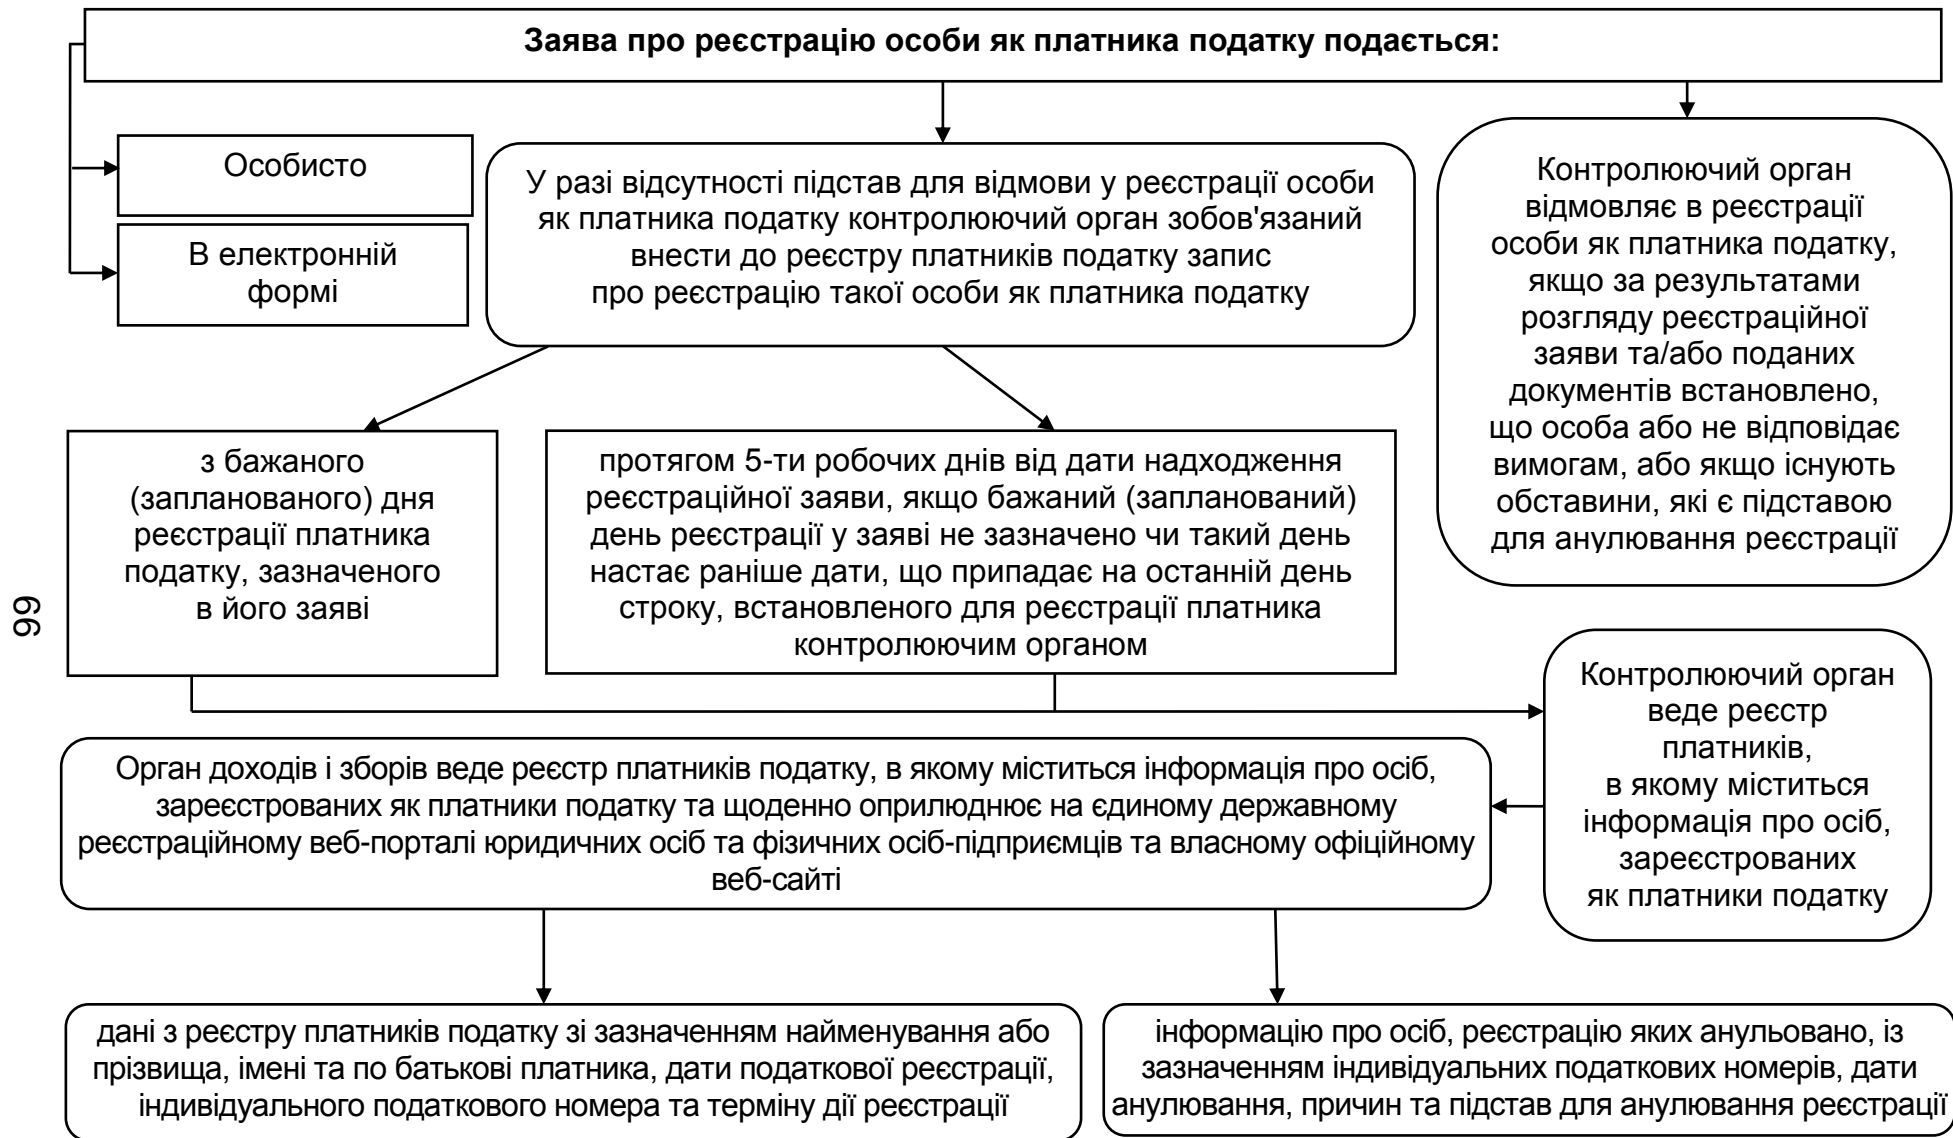 Заява про реєстрацію особи як платника податку подається:
Особисто
В електронній
формі
У разі відсутності підстав для відмови у реєстрації особи
як платника податку контролюючий орган зобов'язаний
внести до реєстру платників податку запис
про реєстрацію такої особи як платника податку
Контролюючий орган
відмовляє в реєстрації
особи як платника податку,
якщо за результатами
розгляду реєстраційної
заяви та/або поданих
документів встановлено,
що особа або не відповідає
вимогам, або якщо існують
обставини, які є підставою
для анулювання реєстрації
з бажаного
(запланованого) дня
реєстрації платника
податку, зазначеного
в його заяві
протягом 5-ти робочих днів від дати надходження
реєстраційної заяви, якщо бажаний (запланований)
день реєстрації у заяві не зазначено чи такий день
настає раніше дати, що припадає на останній день
строку, встановленого для реєстрації платника
контролюючим органом
99
Контролюючий орган
веде реєстр
платників,
в якому міститься
інформація про осіб,
зареєстрованих
як платники податку
Орган доходів і зборів веде реєстр платників податку, в якому міститься інформація про осіб,
зареєстрованих як платники податку та щоденно оприлюднює на єдиному державному
реєстраційному веб-порталі юридичних осіб та фізичних осіб-підприємців та власному офіційному
веб-сайті
дані з реєстру платників податку зі зазначенням найменування або
прізвища, імені та по батькові платника, дати податкової реєстрації,
індивідуального податкового номера та терміну дії реєстрації
інформацію про осіб, реєстрацію яких анульовано, із
зазначенням індивідуальних податкових номерів, дати
анулювання, причин та підстав для анулювання реєстрації